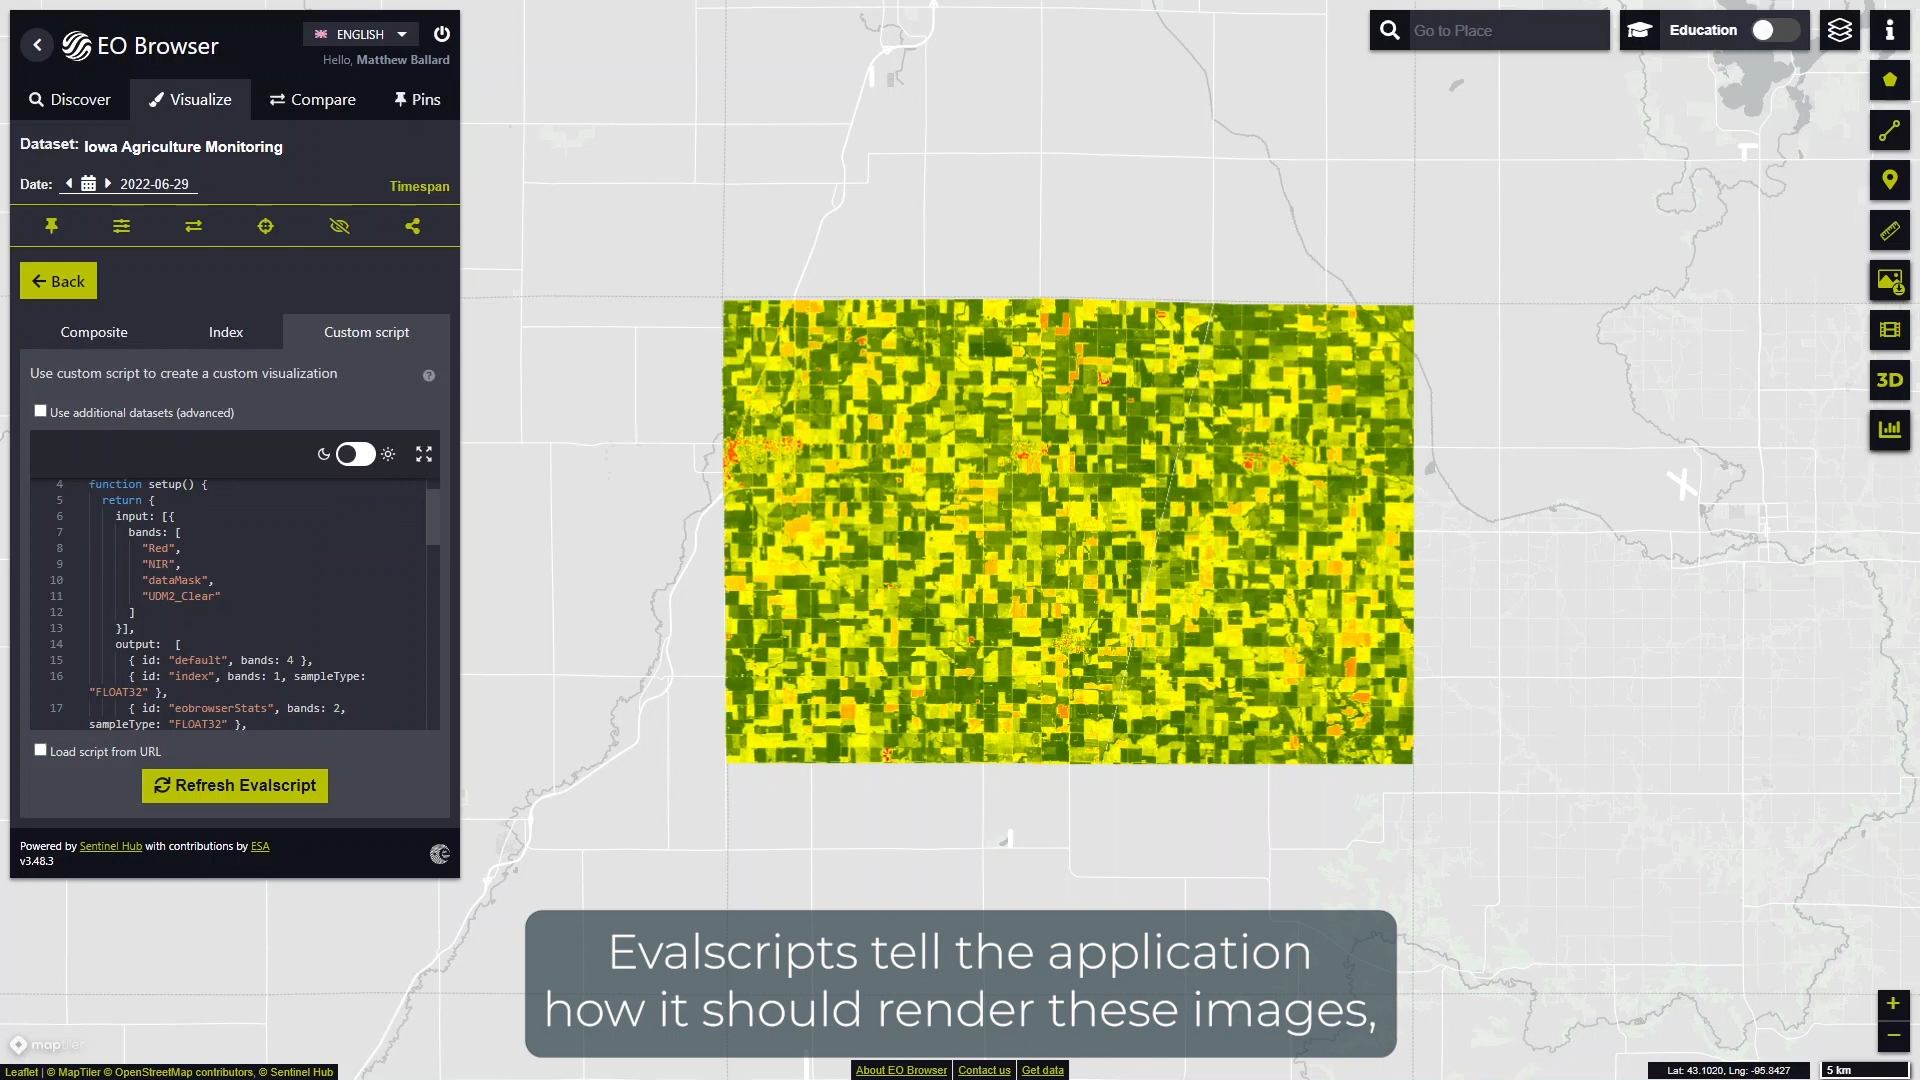 EO Browser
ENGLISH
Hello, Matthew Ballard
Discover
Visualize
Compare
Pins
Dataset: Iowa Agriculture Monitoring
Date: 2022-06-29
Timespan
Back
Composite
Index
Custom script
Use custom script to create a custom visualization
Use additional datasets (advanced)
4 function setup() {
5 return {
6 input: [{
7 bands: [
8 "Red",
9 "NIR",
10 "dataMask",
11 "UDM2_Clear"
12 ]
13 }],
14 output: [
15 { id: "default", bands: 4 },
16 { id: "index", bands: 1, sampleType:
"FLOAT32" },
17 { id: "eobrowserStats", bands: 2,
sampleType: "FLOAT32" },
Load script from URL
Refresh Evalscript
Powered by Sentinel Hub with contributions by ESA
v3.48.3
Go to Place
Education
3D
Evalscripts tell the application
how it should render these images,
maptiler
Leaflet | © MapTiler © OpenStreetMap contributors, © Sentinel Hub
About EO Browser
Contact us
Get data
Lat: 43.1020, Lng: -95.8427
5 km